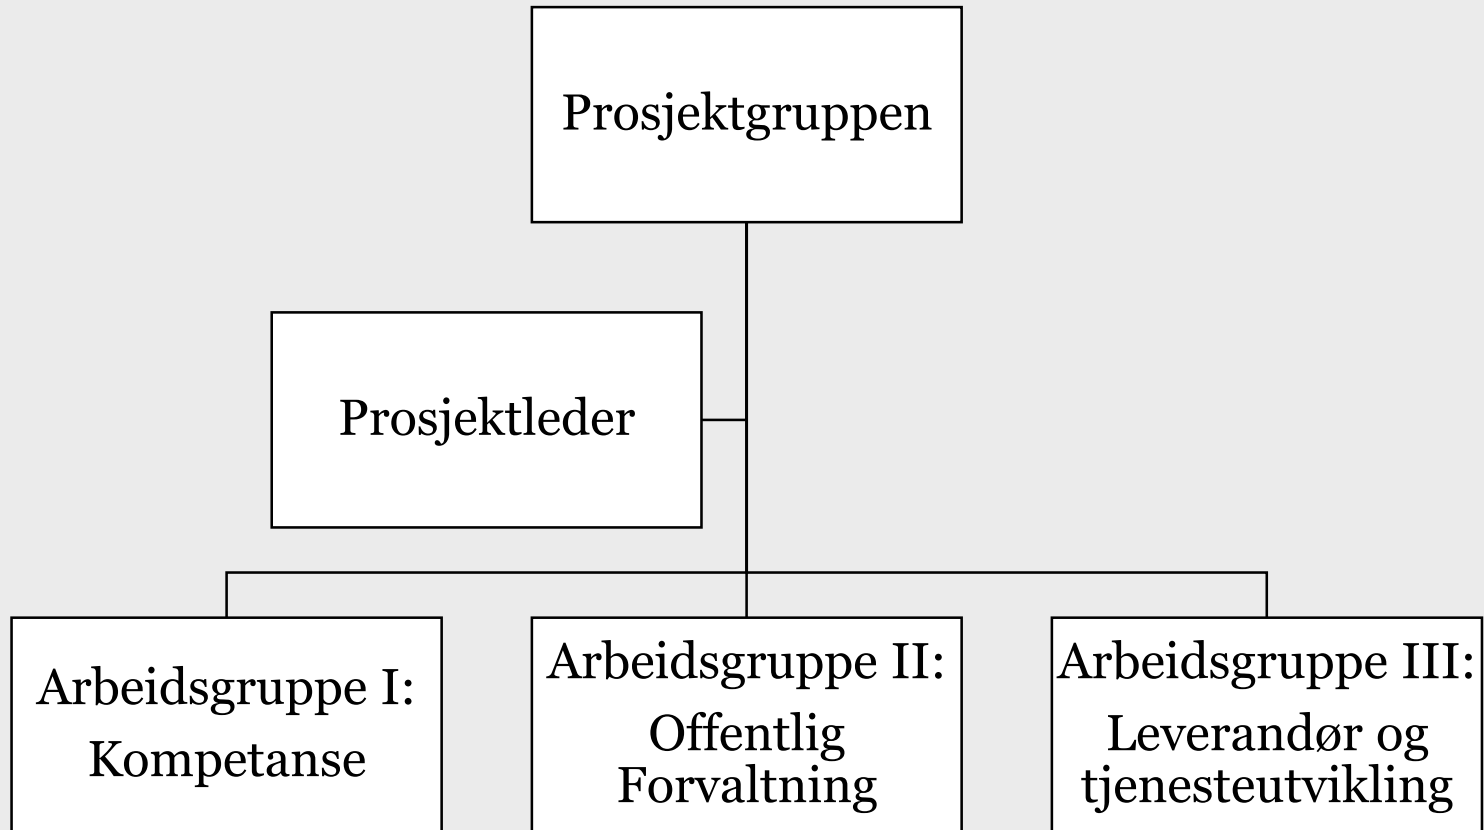 Prosjektgruppen
Prosjektleder
Arbeidsgruppe I:
Kompetanse
Arbeidsgruppe II:
Offentlig
Forvaltning
Arbeidsgruppe III:
Leverandør og
tjenesteutvikling